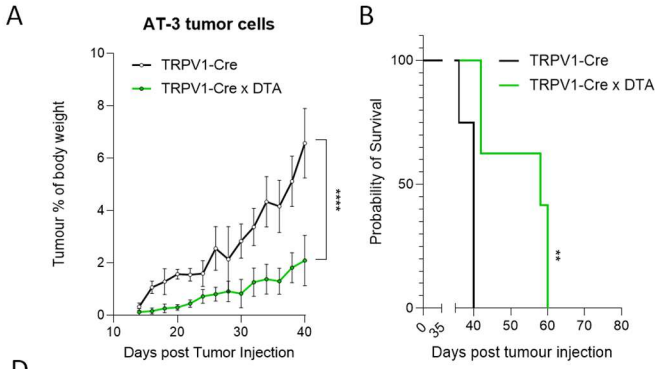 A
AT-3 tumor cells
TRPV1-Cre
TRPV1-Cre x DTA
Tumour % of body weight
10
8
6
4
2
0
10
20
30
40
Days post Tumor Injection
****
B
TRPV1-Cre
TRPV1-Cre x DTA
Probability of Survival
100
50
0
0
35
40
50
60
70
80
Days post tumour injection
**
D